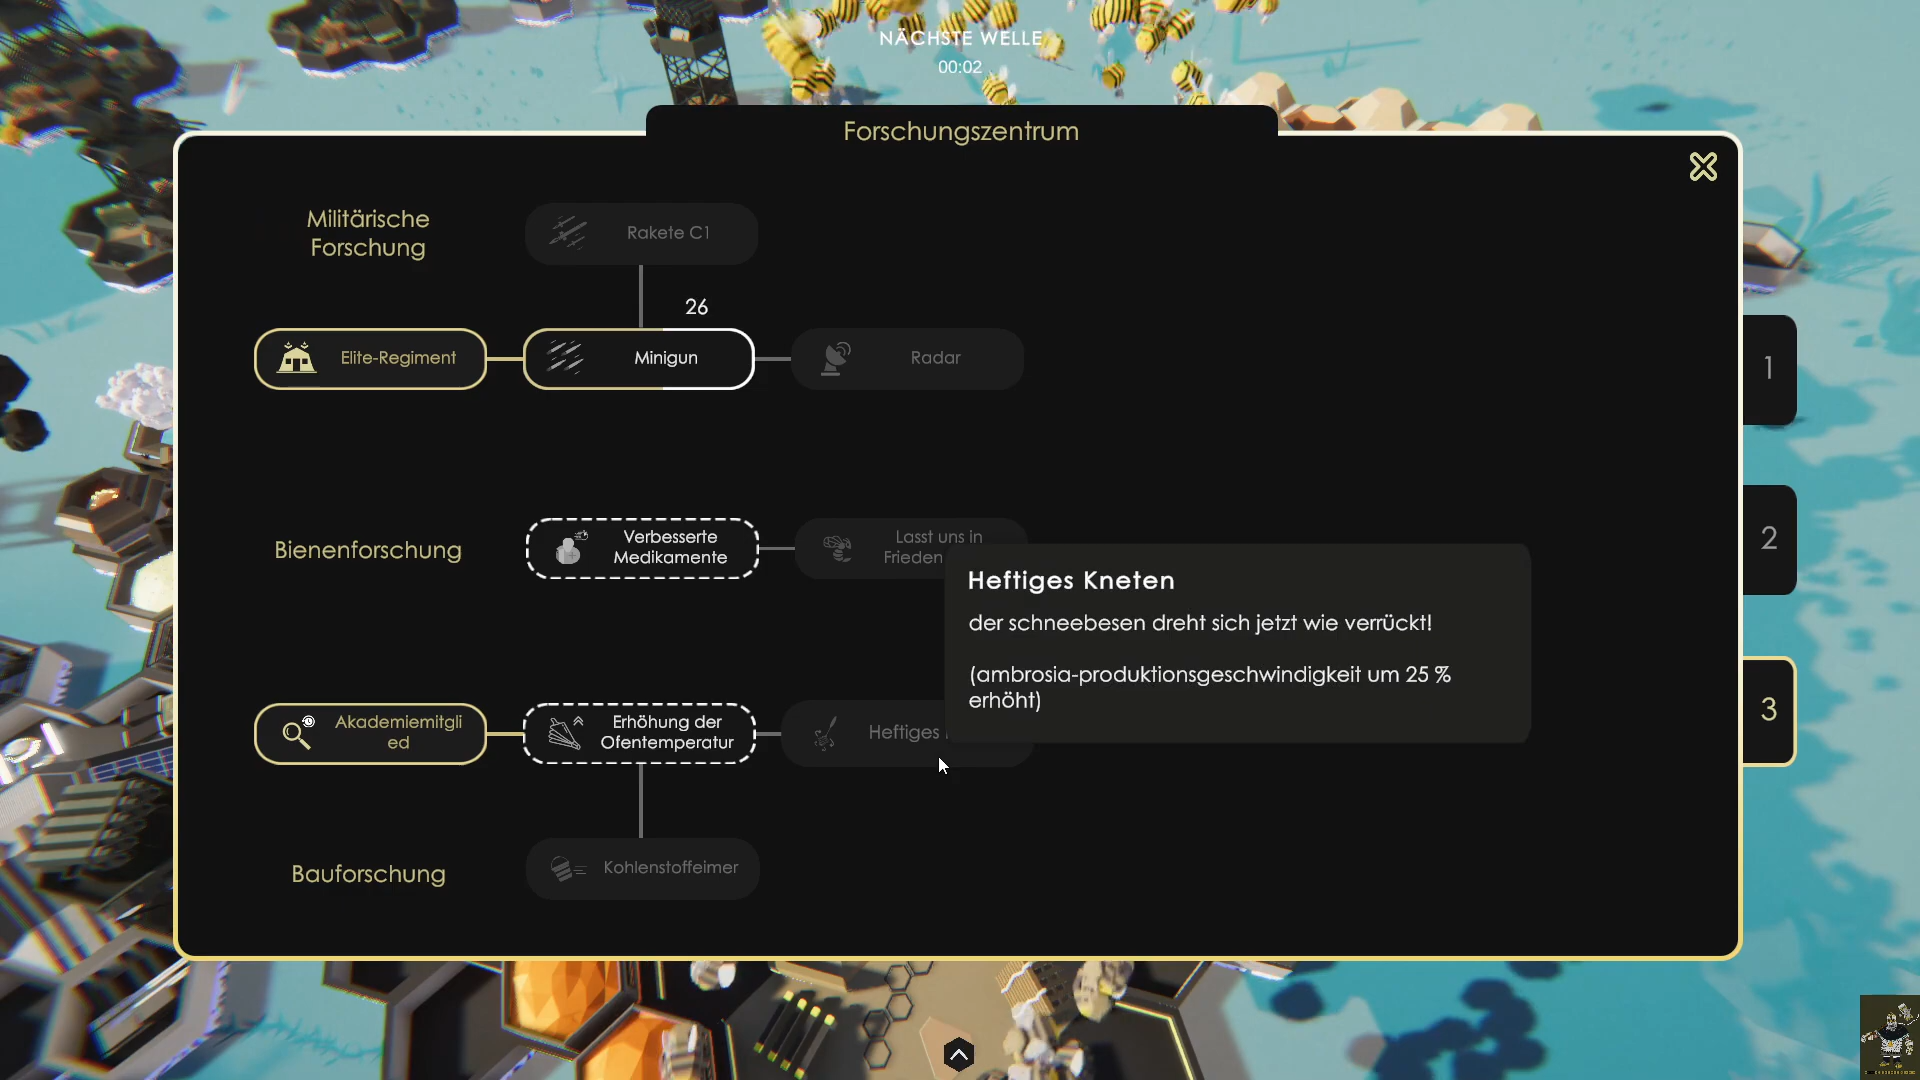 NÄCHSTE WELLE
00:02
Forschungszentrum
Militärische
Forschung
Rakete C1
26
Elite-Regiment
Minigun
Radar
1
Bienenforschung
Verbesserte
Medikamente
Lasst uns in
Frieden
2
Heftiges Kneten
der schneebesen dreht sich jetzt wie verrückt!
(ambrosia-produktionsgeschwindigkeit um 25 %
erhöht)
Akademiemitgli
ed
Erhöhung der
Ofentemperatur
Heftiges
3
Bauforschung
Kohlenstoffeimer